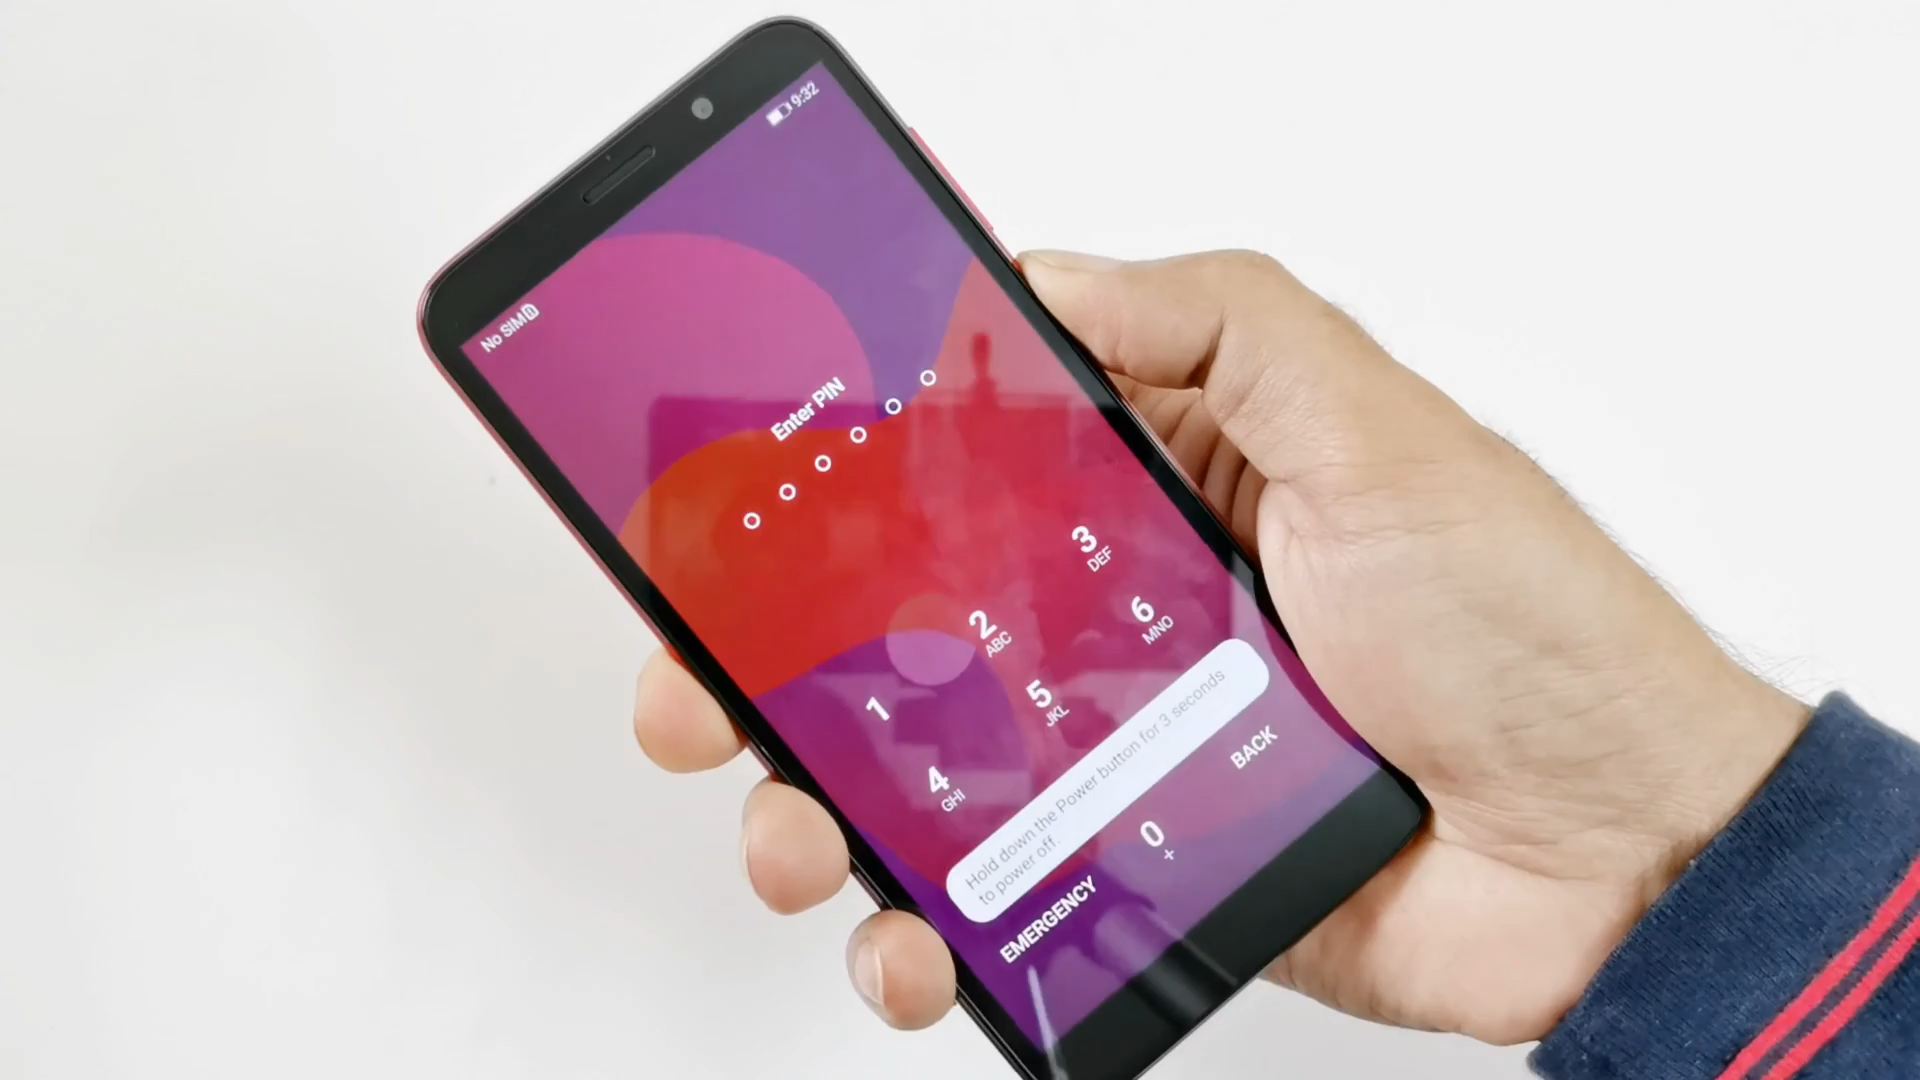 No SIM
9:32
Enter PIN
1
2
ABC
3
DEF
4
GHI
5
JKL
6
MNO
Hold down the Power button for 3 seconds
to power off.
0
+
EMERGENCY
BACK